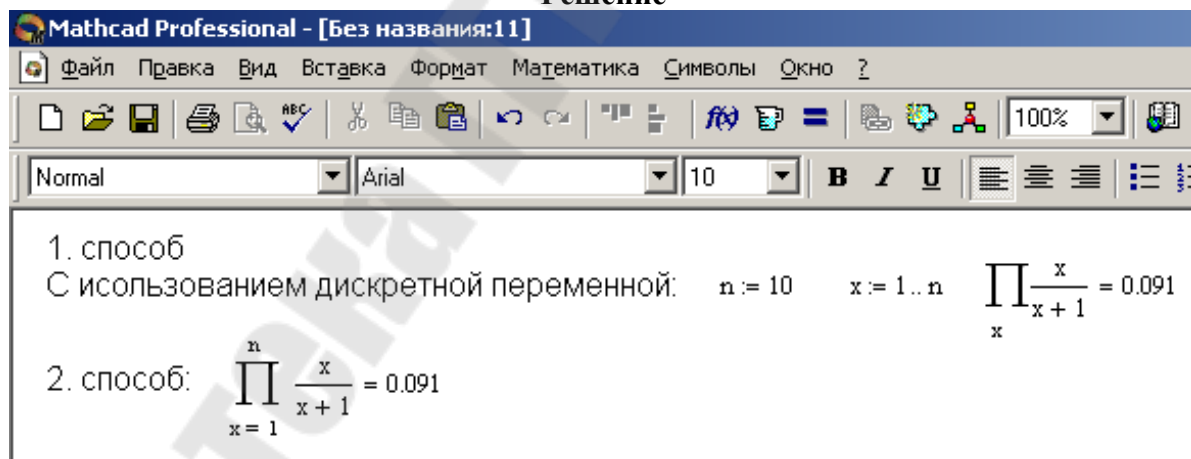 Решение
Mathcad Professional - [Без названия:11]
Файл Правка Вид Вставка Формат Математика Символы Окно ?
ABC f(x) = 100%
Normal Arial 10 B I U
1. способ
С исользованием дискретной переменной: n := 10 x := 1 .. n ∏ x x/(x + 1) = 0.091
2. способ: n ∏ x = 1 x/(x + 1) = 0.091